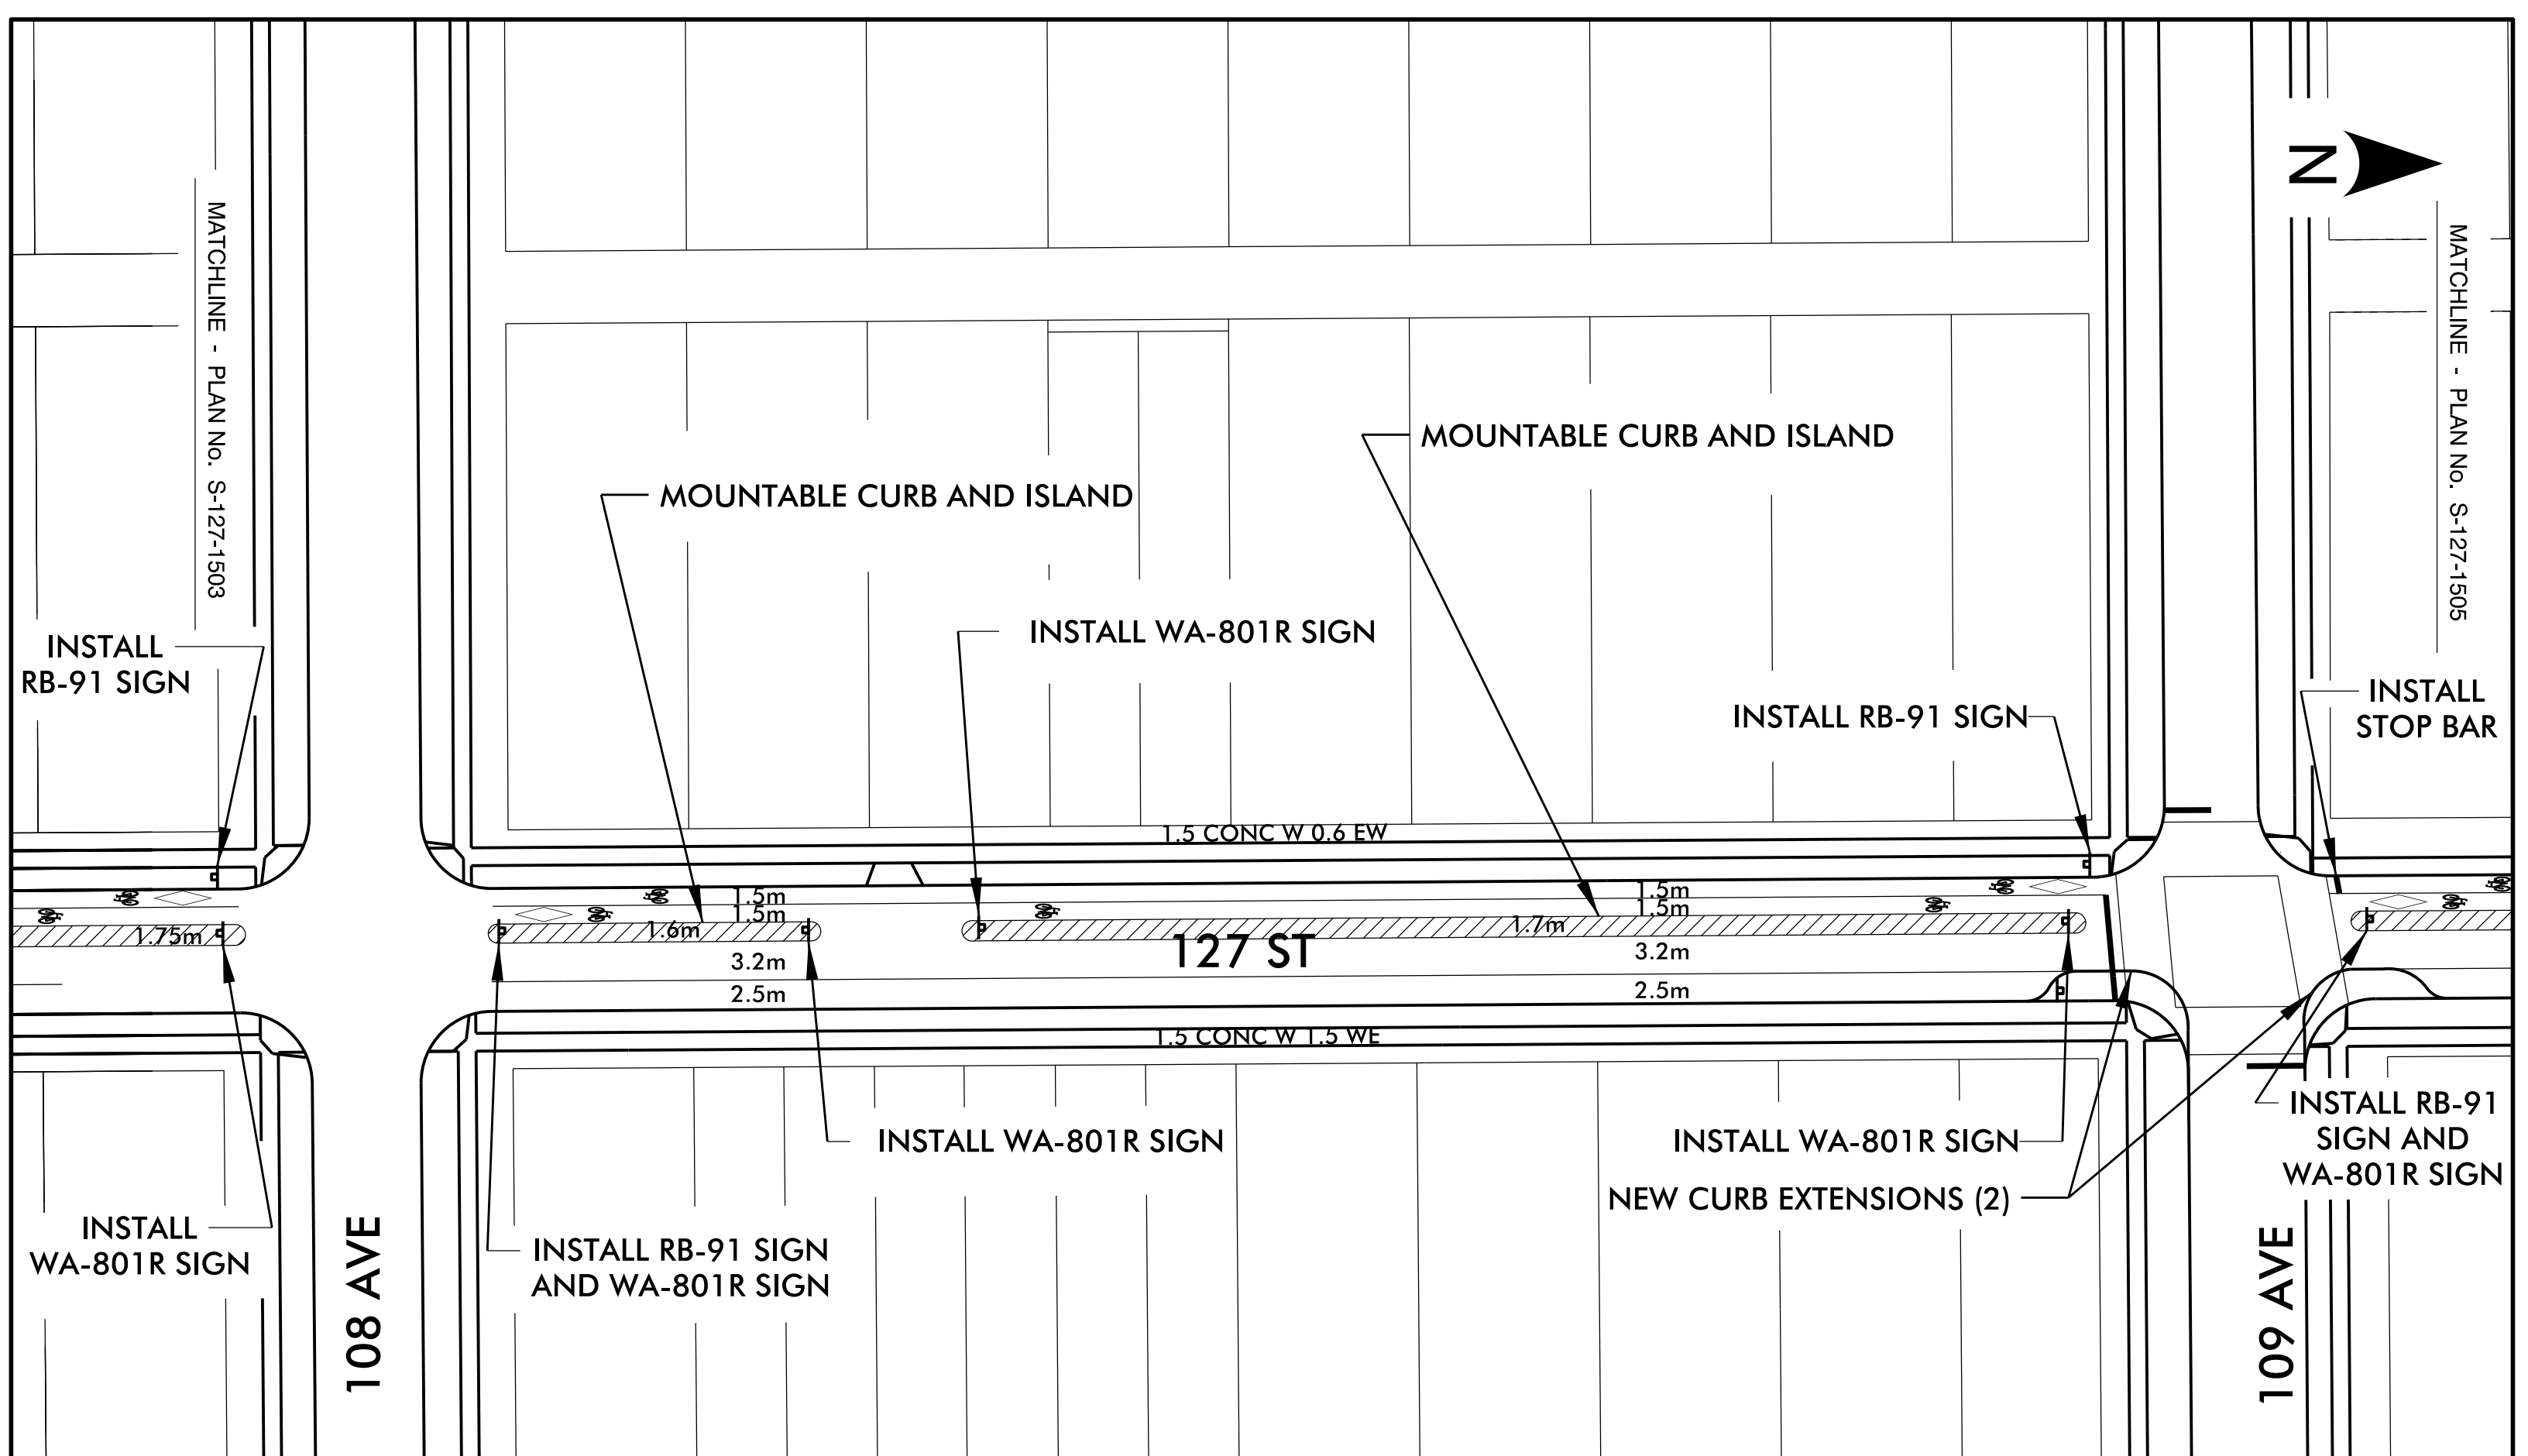 N
MATCHLINE - PLAN No. S-127-1503
MATCHLINE - PLAN No. S-127-1505
MOUNTABLE CURB AND ISLAND
MOUNTABLE CURB AND ISLAND
INSTALL WA-801R SIGN
INSTALL
RB-91 SIGN
INSTALL RB-91 SIGN
INSTALL
STOP BAR
1.5 CONC W 0.6 EW
1.5m
1.5m
1.5m
1.5m
1.75m
1.6m
1.7m
127 ST
3.2m
3.2m
2.5m
2.5m
1.5 CONC W 1.5 WE
INSTALL WA-801R SIGN
INSTALL WA-801R SIGN
INSTALL RB-91
SIGN AND
WA-801R SIGN
NEW CURB EXTENSIONS (2)
INSTALL
WA-801R SIGN
INSTALL RB-91 SIGN
AND WA-801R SIGN
108 AVE
109 AVE